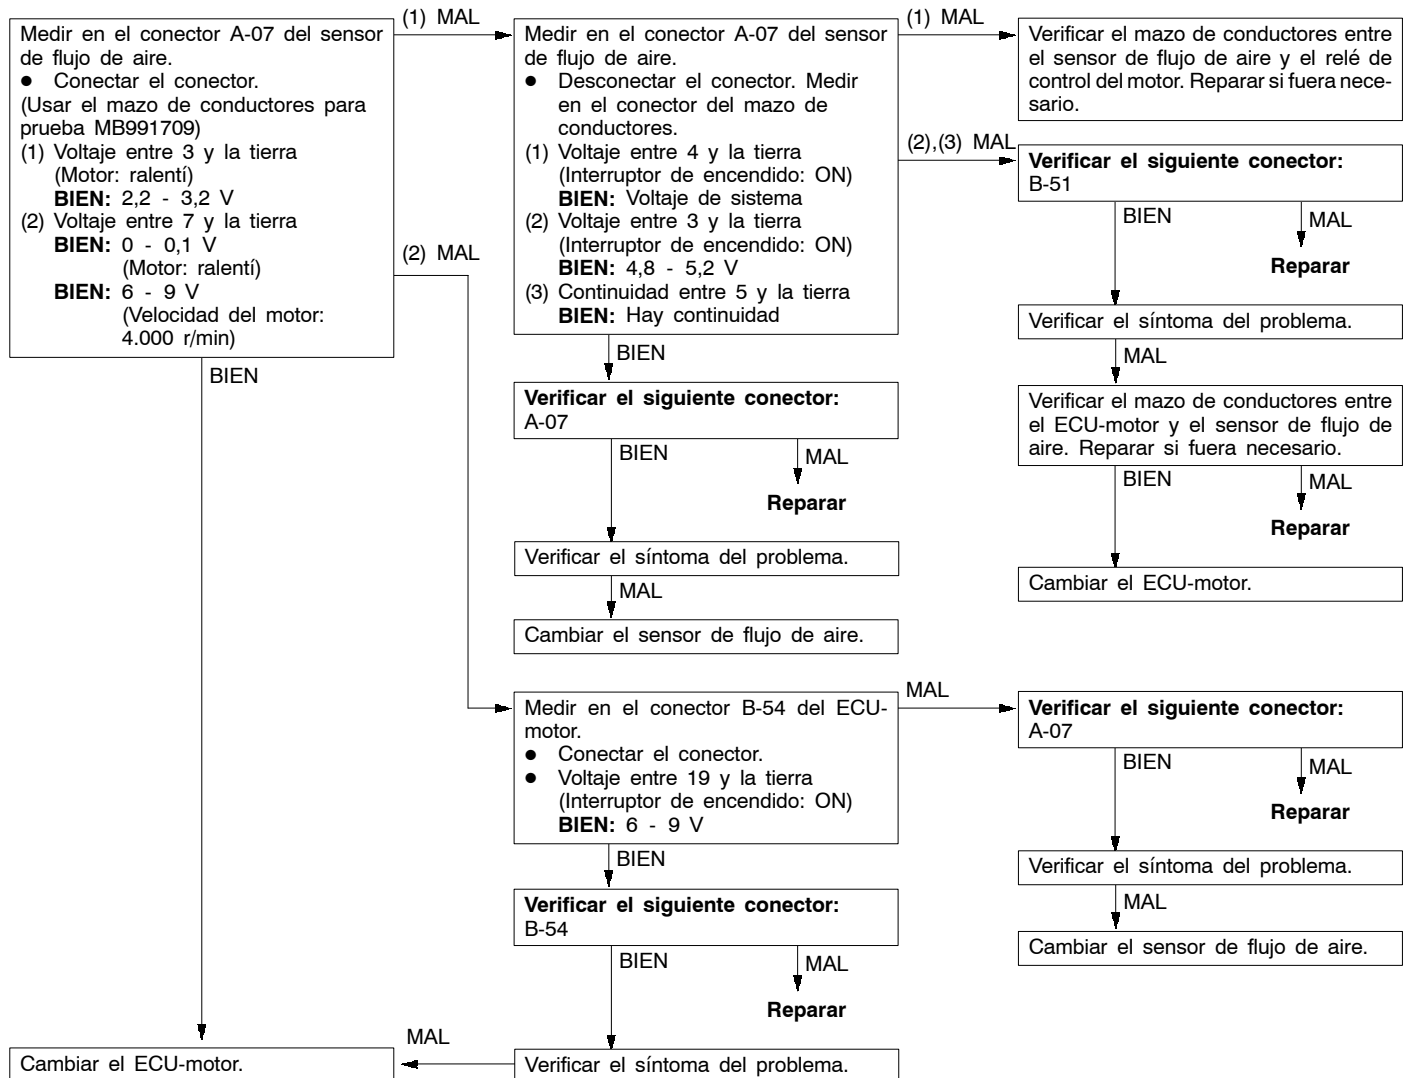 Medir en el conector A-07 del sensor
de flujo de aire.
● Conectar el conector.
(Usar el mazo de conductores para
prueba MB991709)
(1) Voltaje entre 3 y la tierra
(Motor: ralentí)
BIEN: 2,2 - 3,2 V
(2) Voltaje entre 7 y la tierra
BIEN: 0 - 0,1 V
(Motor: ralentí)
BIEN: 6 - 9 V
(Velocidad del motor:
4.000 r/min)
(1) MAL
(2) MAL
BIEN
Medir en el conector A-07 del sensor
de flujo de aire.
● Desconectar el conector. Medir
en el conector del mazo de
conductores.
(1) Voltaje entre 4 y la tierra
(Interruptor de encendido: ON)
BIEN: Voltaje de sistema
(2) Voltaje entre 3 y la tierra
(Interruptor de encendido: ON)
BIEN: 4,8 - 5,2 V
(3) Continuidad entre 5 y la tierra
BIEN: Hay continuidad
(1) MAL
Verificar el mazo de conductores entre
el sensor de flujo de aire y el relé de
control del motor. Reparar si fuera nece-
sario.
(2),(3) MAL
Verificar el siguiente conector:
B-51
BIEN
MAL
Reparar
Verificar el síntoma del problema.
MAL
Verificar el mazo de conductores entre
el ECU-motor y el sensor de flujo de
aire. Reparar si fuera necesario.
BIEN
MAL
Reparar
Cambiar el ECU-motor.
BIEN
Verificar el siguiente conector:
A-07
BIEN
MAL
Reparar
Verificar el síntoma del problema.
MAL
Cambiar el sensor de flujo de aire.
Medir en el conector B-54 del ECU-
motor.
● Conectar el conector.
● Voltaje entre 19 y la tierra
(Interruptor de encendido: ON)
BIEN: 6 - 9 V
MAL
Verificar el siguiente conector:
A-07
BIEN
MAL
Reparar
Verificar el síntoma del problema.
MAL
Cambiar el sensor de flujo de aire.
BIEN
Verificar el siguiente conector:
B-54
BIEN
MAL
Reparar
Verificar el síntoma del problema.
MAL
Cambiar el ECU-motor.